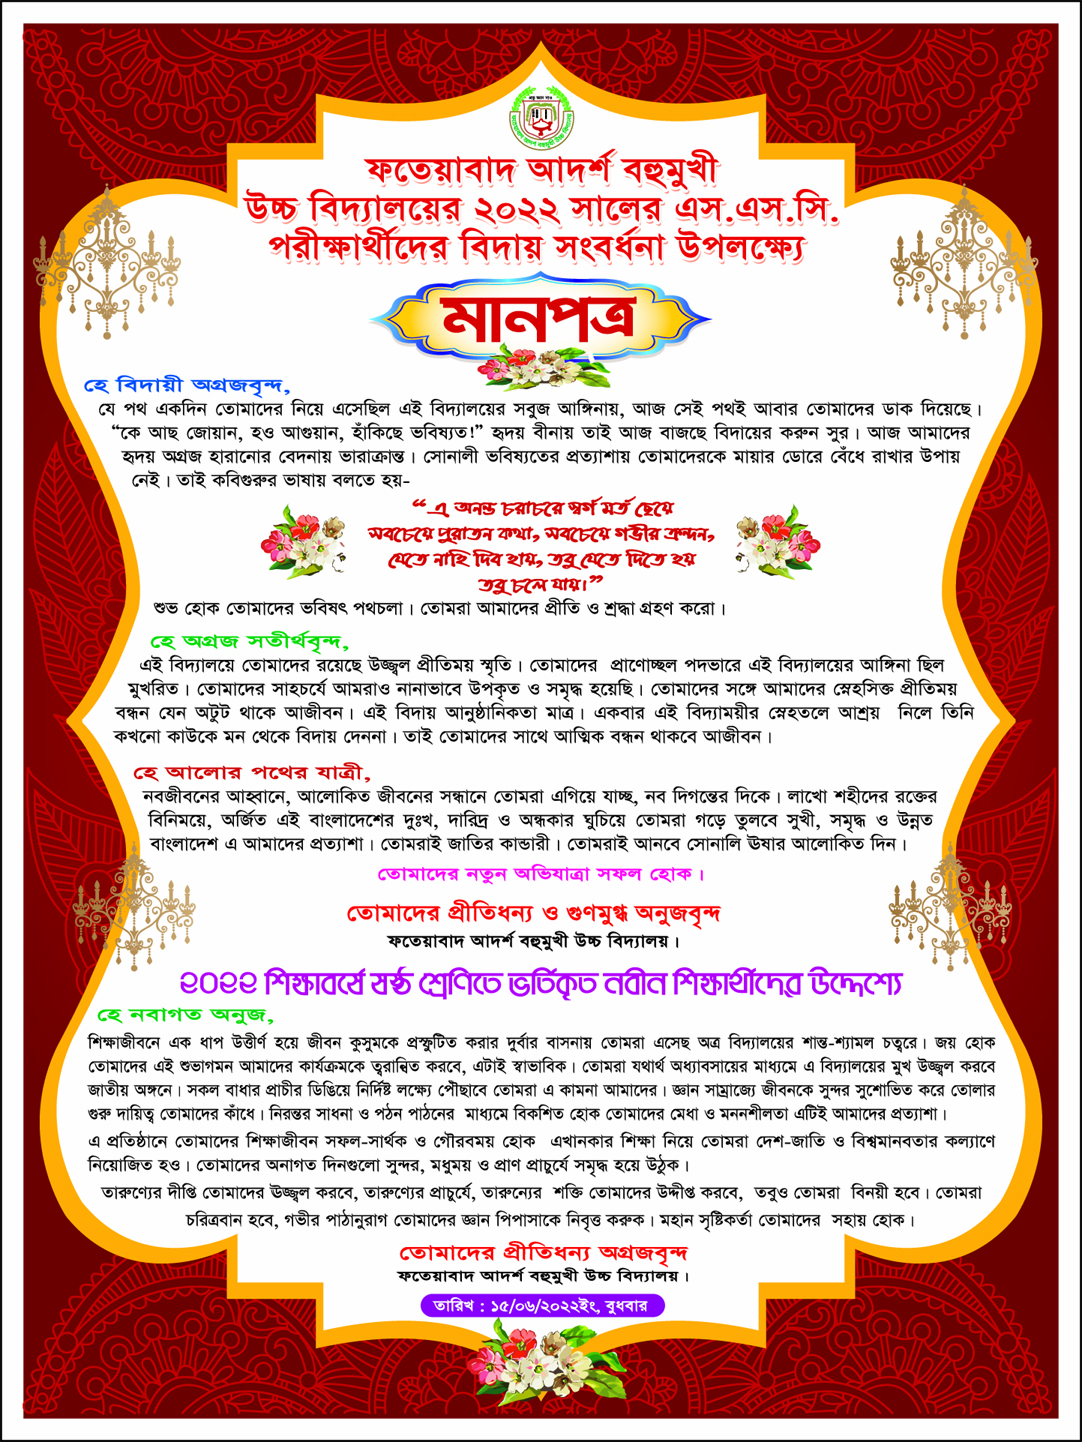 ফতেয়াবাদ আদর্শ বহুমুখী
উচ্চ বিদ্যালয়ের ২০২২ সালের এস.এস.সি.
পরীক্ষার্থীদের বিদায় সংবর্ধনা উপলক্ষ্যে
মানপত্র
হে বিদায়ী অগ্রজবৃন্দ,
যে পথ একদিন তোমাদের নিয়ে এসেছিল এই বিদ্যালয়ের সবুজ আঙ্গিনায়, আজ সেই পথই আবার তোমাদের ডাক দিয়েছে।
“কে আছ জোয়ান, হও আগুয়ান, হাঁকিছে ভবিষ্যত!” হৃদয় বীনায় তাই আজ বাজছে বিদায়ের করুন সুর। আজ আমাদের
হৃদয় অগ্রজ হারানোর বেদনায় ভারাক্রান্ত। সোনালী ভবিষ্যতের প্রত্যাশায় তোমাদেরকে মায়ার ডোরে বেঁধে রাখার উপায়
নেই। তাই কবিগুরুর ভাষায় বলতে হয়-
“এ অনন্ত চরাচরে স্বর্গ মর্ত ছেয়ে
সবচেয়ে পুরাতন কথা, সবচেয়ে গভীর ক্রন্দন,
যেতে নাহি দিব হায়, তবু যেতে দিতে হয়
তবু চলে যায়।”
শুভ হোক তোমাদের ভবিষৎ পথচলা। তোমরা আমাদের প্রীতি ও শ্রদ্ধা গ্রহণ করো।
হে অগ্রজ সতীর্থবৃন্দ,
এই বিদ্যালয়ে তোমাদের রয়েছে উজ্জ্বল প্রীতিময় স্মৃতি। তোমাদের প্রাণোচ্ছল পদভারে এই বিদ্যালয়ের আঙ্গিনা ছিল
মুখরিত। তোমাদের সাহচর্যে আমরাও নানাভাবে উপকৃত ও সমৃদ্ধ হয়েছি। তোমাদের সঙ্গে আমাদের স্নেহসিক্ত প্রীতিময়
বন্ধন যেন অটুট থাকে আজীবন। এই বিদায় আনুষ্ঠানিকতা মাত্র। একবার এই বিদ্যাময়ীর স্নেহতলে আশ্রয় নিলে তিনি
কখনো কাউকে মন থেকে বিদায় দেননা। তাই তোমাদের সাথে আত্মিক বন্ধন থাকবে আজীবন।
হে আলোর পথের যাত্রী,
নবজীবনের আহ্বানে, আলোকিত জীবনের সন্ধানে তোমরা এগিয়ে যাচ্ছ, নব দিগন্তের দিকে। লাখো শহীদের রক্তের
বিনিময়ে, অর্জিত এই বাংলাদেশের দুঃখ, দারিদ্র ও অন্ধকার ঘুচিয়ে তোমরা গড়ে তুলবে সুখী, সমৃদ্ধ ও উন্নত
বাংলাদেশ এ আমাদের প্রত্যাশা। তোমরাই জাতির কান্ডারী। তোমরাই আনবে সোনালি ঊষার আলোকিত দিন।
তোমাদের নতুন অভিযাত্রা সফল হোক।
তোমাদের প্রীতিধন্য ও গুণমুগ্ধ অনুজবৃন্দ
ফতেয়াবাদ আদর্শ বহুমুখী উচ্চ বিদ্যালয়।
২০২২ শিক্ষাবর্ষে ষষ্ঠ শ্রেণিতে ভর্তিকৃত নবীন শিক্ষার্থীদের উদ্দেশ্যে
হে নবাগত অনুজ,
শিক্ষাজীবনে এক ধাপ উত্তীর্ণ হয়ে জীবন কুসুমকে প্রস্ফুটিত করার দুর্বার বাসনায় তোমরা এসেছ অত্র বিদ্যালয়ের শান্ত-শ্যামল চত্বরে। জয় হোক
তোমাদের এই শুভাগমন আমাদের কার্যক্রমকে ত্বরান্বিত করবে, এটাই স্বাভাবিক। তোমরা যথার্থ অধ্যাবসায়ের মাধ্যমে এ বিদ্যালয়ের মুখ উজ্জ্বল করবে
জাতীয় অঙ্গনে। সকল বাধার প্রাচীর ডিঙিয়ে নির্দিষ্ট লক্ষ্যে পৌছাবে তোমরা এ কামনা আমাদের। জ্ঞান সাম্রাজ্যে জীবনকে সুন্দর সুশোভিত করে তোলার
গুরু দায়িত্ব তোমাদের কাঁধে। নিরন্তর সাধনা ও পঠন পাঠনের মাধ্যমে বিকশিত হোক তোমাদের মেধা ও মননশীলতা এটিই আমাদের প্রত্যাশা।
এ প্রতিষ্ঠানে তোমাদের শিক্ষাজীবন সফল-সার্থক ও গৌরবময় হোক এখানকার শিক্ষা নিয়ে তোমরা দেশ-জাতি ও বিশ্বমানবতার কল্যাণে
নিয়োজিত হও। তোমাদের অনাগত দিনগুলো সুন্দর, মধুময় ও প্রাণ প্রাচুর্যে সমৃদ্ধ হয়ে উঠুক।
তারুণ্যের দীপ্তি তোমাদের ঊজ্জ্বল করবে, তারুণ্যের প্রাচুর্যে, তারুন্যের শক্তি তোমাদের উদ্দীপ্ত করবে, তবুও তোমরা বিনয়ী হবে। তোমরা
চরিত্রবান হবে, গভীর পাঠানুরাগ তোমাদের জ্ঞান পিপাসাকে নিবৃত্ত করুক। মহান সৃষ্টিকর্তা তোমাদের সহায় হোক।
তোমাদের প্রীতিধন্য অগ্রজবৃন্দ
ফতেয়াবাদ আদর্শ বহুমুখী উচ্চ বিদ্যালয়।
তারিখ : ১৫/০৬/২০২২ইং, বুধবার